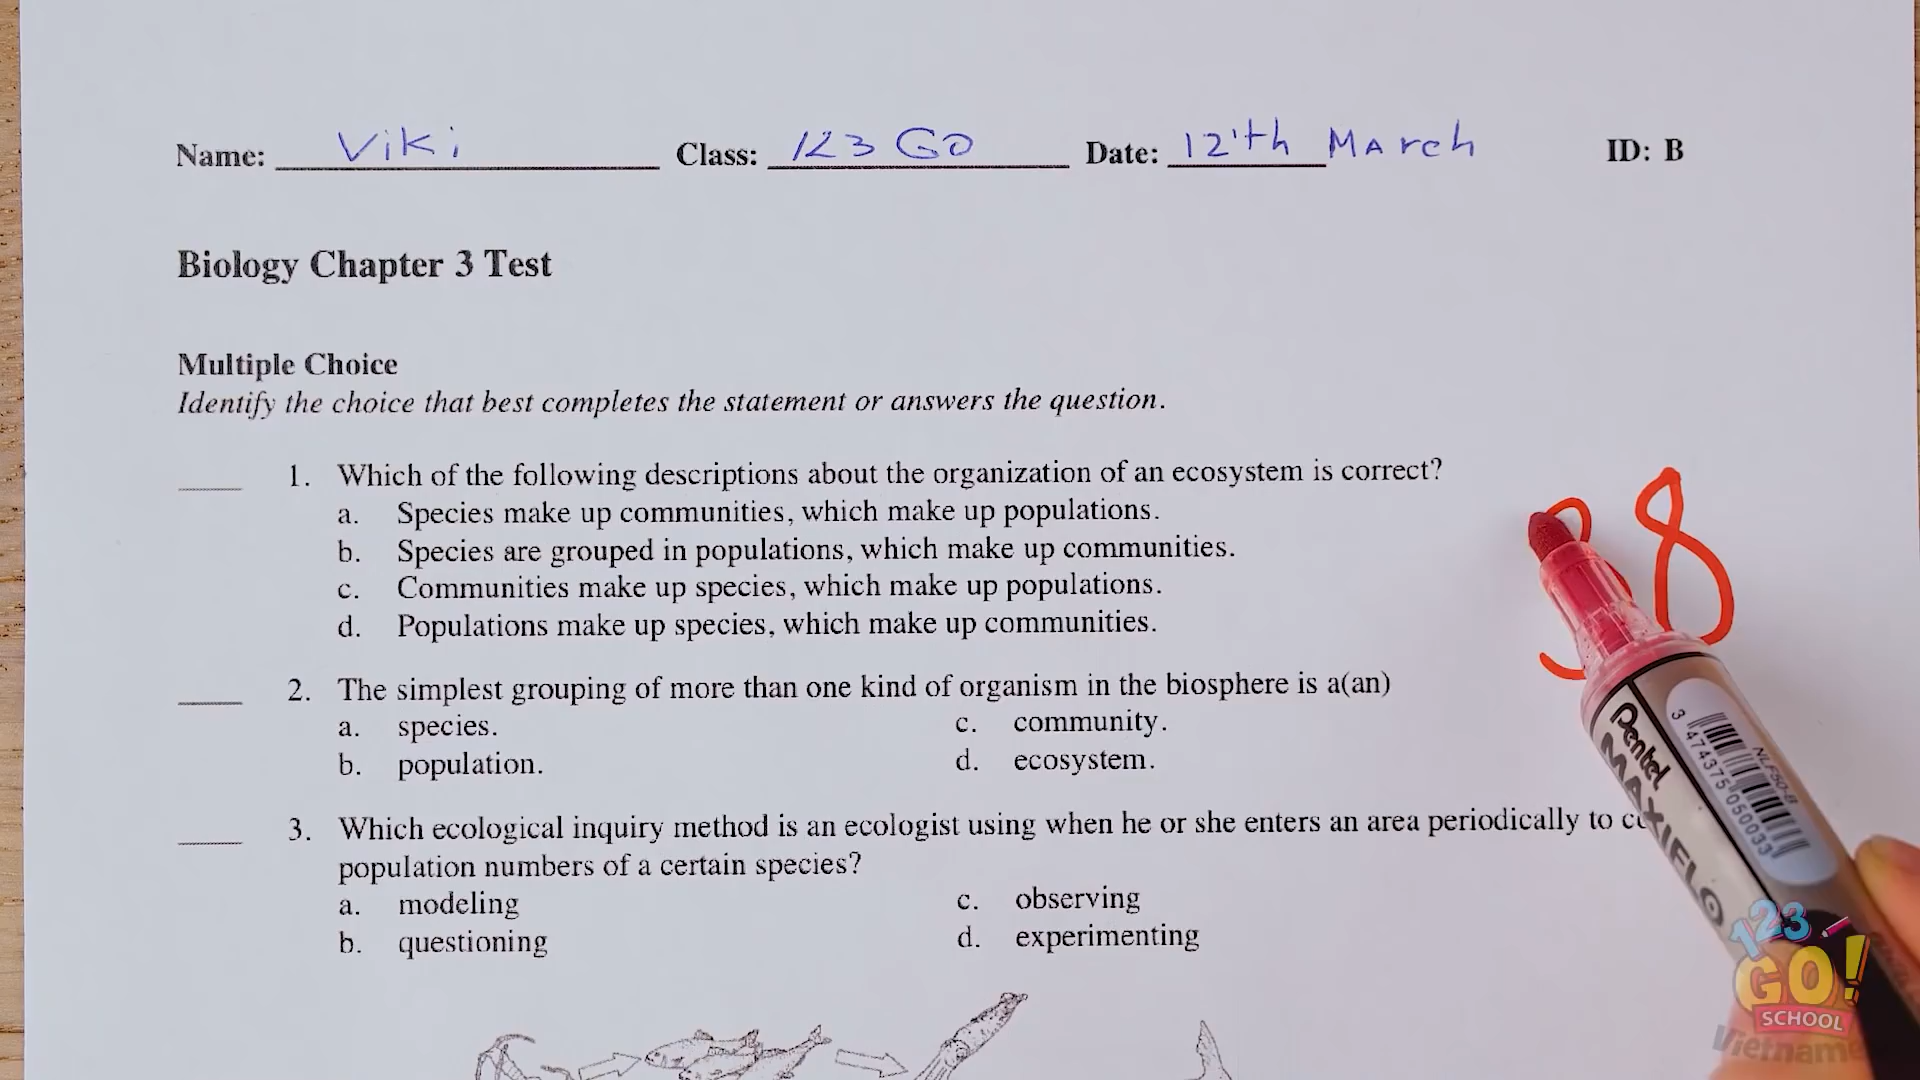 Name: Viki Class: 123 GO Date: 12'th March ID: B
Biology Chapter 3 Test
Multiple Choice
Identify the choice that best completes the statement or answers the question.
1. Which of the following descriptions about the organization of an ecosystem is correct?
a. Species make up communities, which make up populations.
b. Species are grouped in populations, which make up communities.
c. Communities make up species, which make up populations.
d. Populations make up species, which make up communities.
38
2. The simplest grouping of more than one kind of organism in the biosphere is a(an)
a. species. c. community.
b. population. d. ecosystem.
3. Which ecological inquiry method is an ecologist using when he or she enters an area periodically to
population numbers of a certain species?
a. modeling c. observing
b. questioning d. experimenting
Pentel
MAXIFLO
NLF50-B
3 474375 050033
123
GO!
SCHOOL